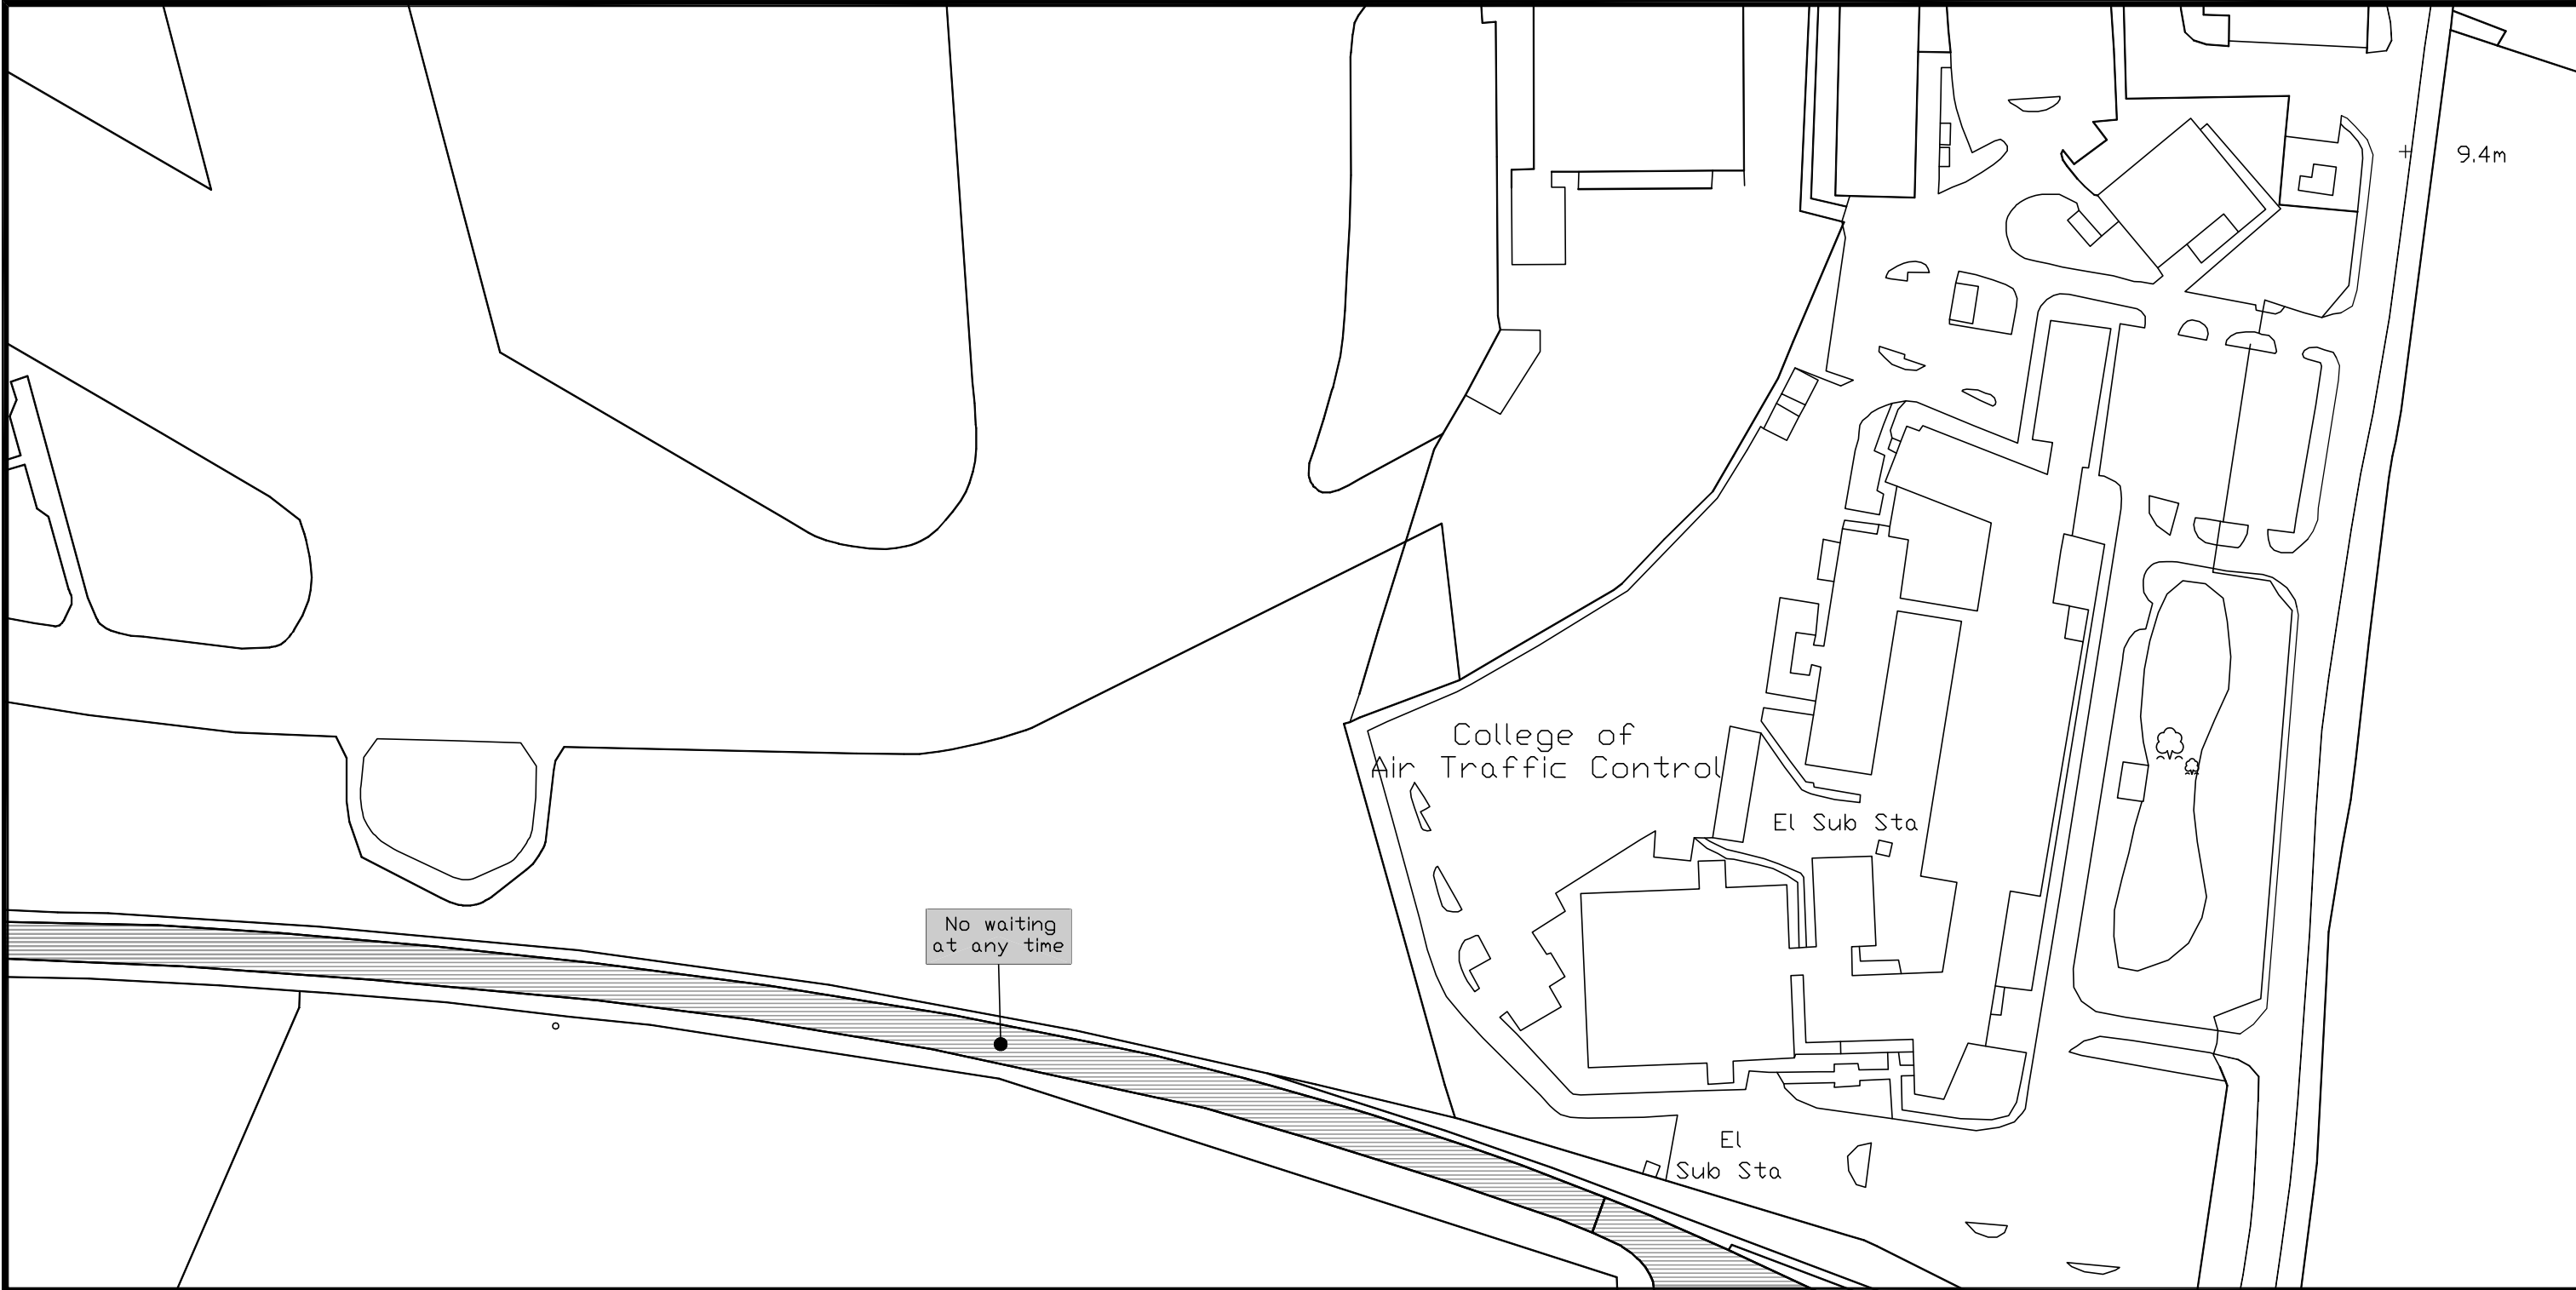 9.4m
College of
Air Traffic Control
El Sub Sta
No waiting
at any time
El
Sub Sta